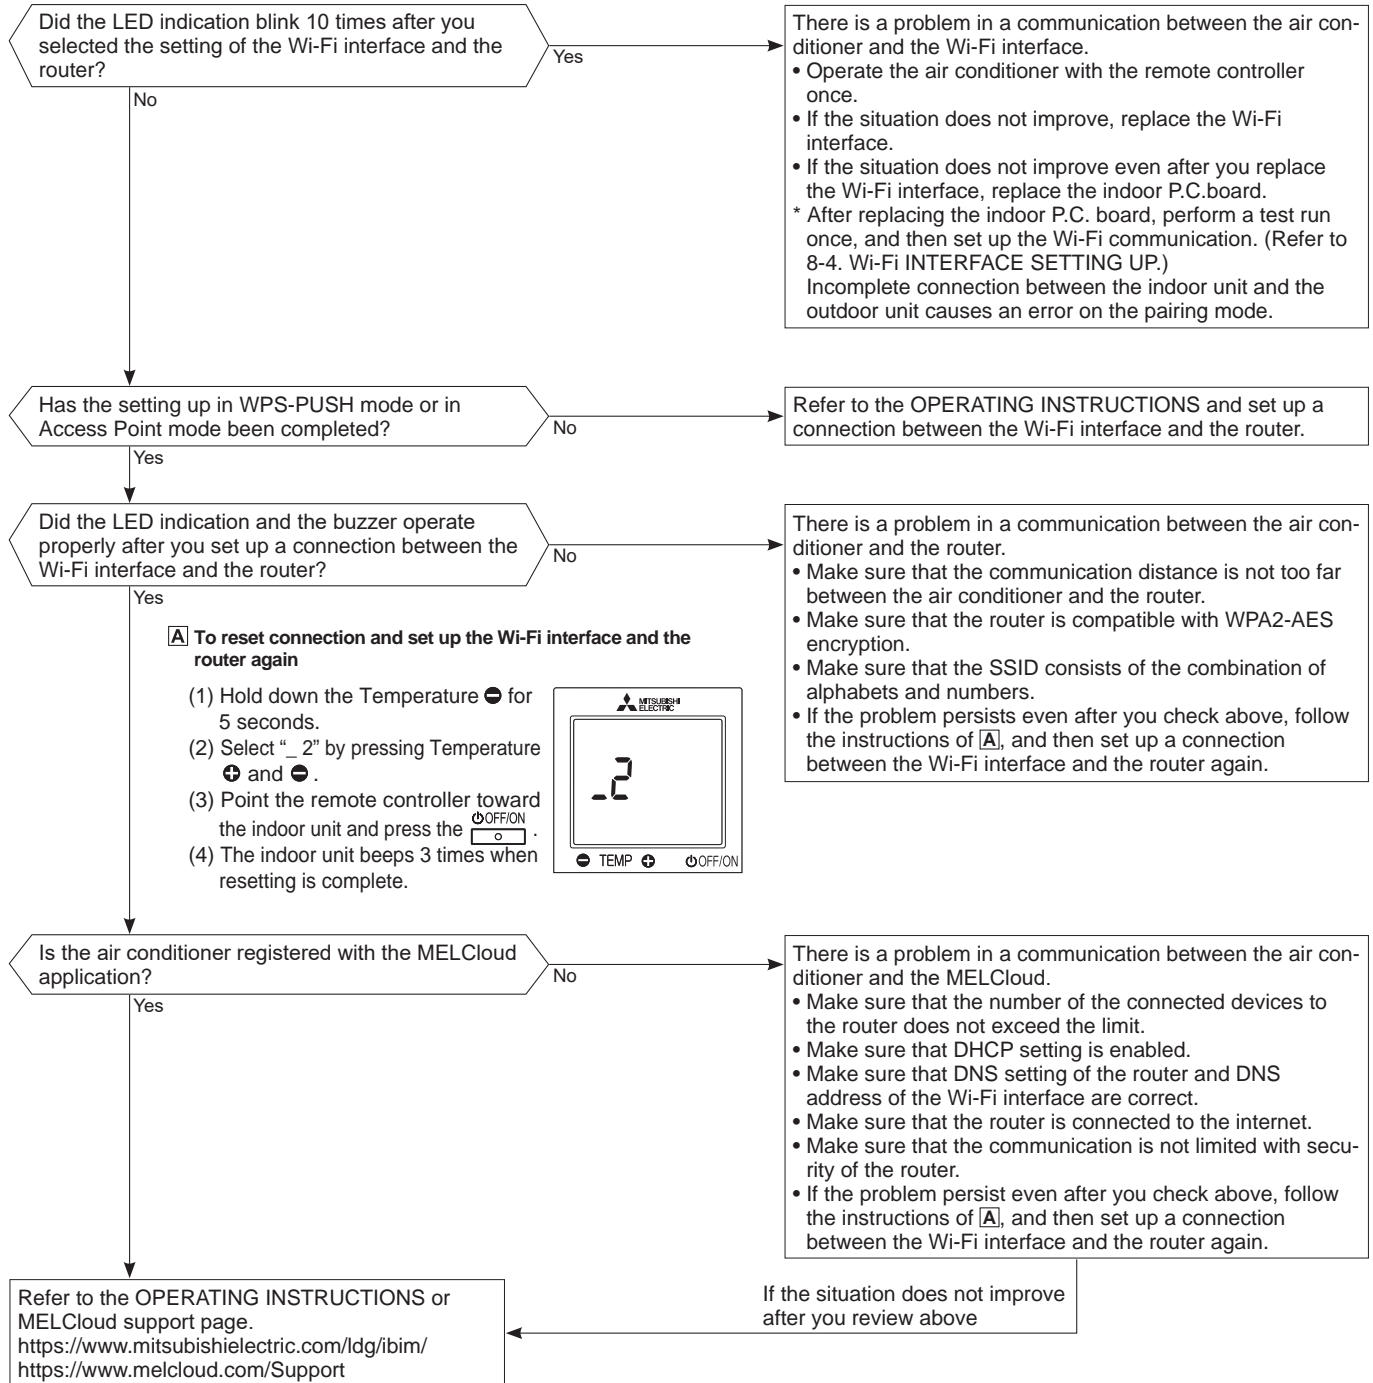 Did the LED indication blink 10 times after you
selected the setting of the Wi-Fi interface and the
router?
Yes
No
There is a problem in a communication between the air con-
ditioner and the Wi-Fi interface.
• Operate the air conditioner with the remote controller
once.
• If the situation does not improve, replace the Wi-Fi
interface.
• If the situation does not improve even after you replace
the Wi-Fi interface, replace the indoor P.C.board.
* After replacing the indoor P.C. board, perform a test run
once, and then set up the Wi-Fi communication. (Refer to
8-4. Wi-Fi INTERFACE SETTING UP.)
Incomplete connection between the indoor unit and the
outdoor unit causes an error on the pairing mode.
Has the setting up in WPS-PUSH mode or in
Access Point mode been completed?
No
Yes
Refer to the OPERATING INSTRUCTIONS and set up a
connection between the Wi-Fi interface and the router.
Did the LED indication and the buzzer operate
properly after you set up a connection between the
Wi-Fi interface and the router?
No
Yes
There is a problem in a communication between the air con-
ditioner and the router.
• Make sure that the communication distance is not too far
between the air conditioner and the router.
• Make sure that the router is compatible with WPA2-AES
encryption.
• Make sure that the SSID consists of the combination of
alphabets and numbers.
• If the problem persists even after you check above, follow
the instructions of A, and then set up a connection
between the Wi-Fi interface and the router again.
A To reset connection and set up the Wi-Fi interface and the
router again
(1) Hold down the Temperature ⊖ for
5 seconds.
(2) Select “_ 2” by pressing Temperature
⊕ and ⊖ .
(3) Point the remote controller toward
the indoor unit and press the ⏻OFF/ON .
(4) The indoor unit beeps 3 times when
resetting is complete.
MITSUBISHI
ELECTRIC
_2
⊖ TEMP ⊕ ⏻OFF/ON
Is the air conditioner registered with the MELCloud
application?
No
Yes
There is a problem in a communication between the air con-
ditioner and the MELCloud.
• Make sure that the number of the connected devices to
the router does not exceed the limit.
• Make sure that DHCP setting is enabled.
• Make sure that DNS setting of the router and DNS
address of the Wi-Fi interface are correct.
• Make sure that the router is connected to the internet.
• Make sure that the communication is not limited with secu-
rity of the router.
• If the problem persist even after you check above, follow
the instructions of A, and then set up a connection
between the Wi-Fi interface and the router again.
If the situation does not improve
after you review above
Refer to the OPERATING INSTRUCTIONS or
MELCloud support page.
https://www.mitsubishielectric.com/ldg/ibim/
https://www.melcloud.com/Support